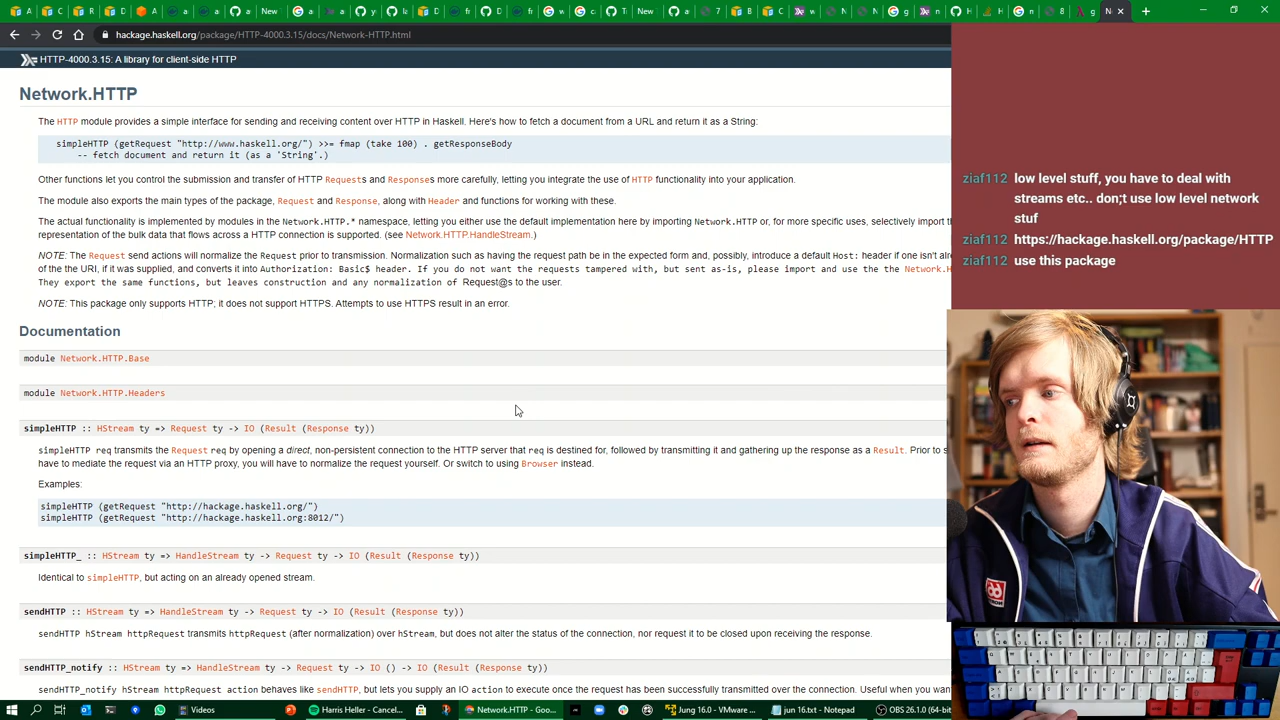 hackage.haskell.org/package/HTTP-4000.3.15/docs/Network-HTTP.html
HTTP-4000.3.15: A library for client-side HTTP
Network.HTTP
The HTTP module provides a simple interface for sending and receiving content over HTTP in Haskell. Here's how to fetch a document from a URL and return it as a String:
simpleHTTP (getRequest "http://www.haskell.org/") >>= fmap (take 100) . getResponseBody
-- fetch document and return it (as a 'String'.)
Other functions let you control the submission and transfer of HTTP Requests and Responses more carefully, letting you integrate the use of HTTP functionality into your application.
The module also exports the main types of the package, Request and Response, along with Header and functions for working with these.
The actual functionality is implemented by modules in the Network.HTTP.* namespace, letting you either use the default implementation here by importing Network.HTTP or, for more specific uses, selectively import the
representation of the bulk data that flows across a HTTP connection is supported. (see Network.HTTP.HandleStream.)
NOTE: The Request send actions will normalize the Request prior to transmission. Normalization such as having the request path be in the expected form and, possibly, introduce a default Host: header if one isn't
of the the URI, if it was supplied, and converts it into Authorization: Basic$ header. If you do not want the requests tampered with, but sent as-is, please import and use the the
They export the same functions, but leaves construction and any normalization of Request@s to the user.
NOTE: This package only supports HTTP; it does not support HTTPS. Attempts to use HTTPS result in an error.
Documentation
module Network.HTTP.Base
module Network.HTTP.Headers
simpleHTTP :: HStream ty => Request ty -> IO (Result (Response ty))
simpleHTTP req transmits the Request req by opening a direct, non-persistent connection to the HTTP server that req is destined for, followed by transmitting it and gathering up the response as a Result. Prior to
have to mediate the request via an HTTP proxy, you will have to normalize the request yourself. Or switch to using Browser instead.
Examples:
simpleHTTP (getRequest "http://hackage.haskell.org/")
simpleHTTP (getRequest "http://hackage.haskell.org:8012/")
simpleHTTP_ :: HStream ty => HandleStream ty -> Request ty -> IO (Result (Response ty))
Identical to simpleHTTP, but acting on an already opened stream.
sendHTTP :: HStream ty => HandleStream ty -> Request ty -> IO (Result (Response ty))
sendHTTP hStream httpRequest transmits httpRequest (after normalization) over hStream, but does not alter the status of the connection, nor request it to be closed upon receiving the response.
sendHTTP_notify :: HStream ty => HandleStream ty -> Request ty -> IO () -> IO (Result (Response ty))
sendHTTP_notify hStream httpRequest action behaves like sendHTTP, but lets you supply an IO action to execute once the request has been successfully transmitted over the connection. Useful when you want
ziaf112 low level stuff, you have to deal with
streams etc.. don;t use low level network
stuf
ziaf112 https://hackage.haskell.org/package/HTTP
ziaf112 use this package
Videos
Harris Heller - Cancel...
Network.HTTP - Goo...
Jung 16.0 - VMware ...
jun 16.txt - Notepad
OBS 26.1.0 (64-bit